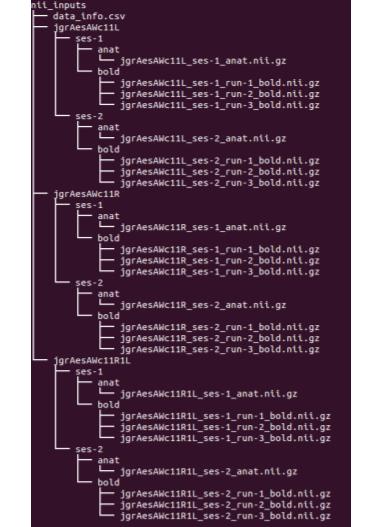 nii_inputs
data_info.csv
jgrAesAWc11L
ses-1
anat
jgrAesAWc11L_ses-1_anat.nii.gz
bold
jgrAesAWc11L_ses-1_run-1_bold.nii.gz
jgrAesAWc11L_ses-1_run-2_bold.nii.gz
jgrAesAWc11L_ses-1_run-3_bold.nii.gz
ses-2
anat
jgrAesAWc11L_ses-2_anat.nii.gz
bold
jgrAesAWc11L_ses-2_run-1_bold.nii.gz
jgrAesAWc11L_ses-2_run-2_bold.nii.gz
jgrAesAWc11L_ses-2_run-3_bold.nii.gz
jgrAesAWc11R
ses-1
anat
jgrAesAWc11R_ses-1_anat.nii.gz
bold
jgrAesAWc11R_ses-1_run-1_bold.nii.gz
jgrAesAWc11R_ses-1_run-2_bold.nii.gz
jgrAesAWc11R_ses-1_run-3_bold.nii.gz
ses-2
anat
jgrAesAWc11R_ses-2_anat.nii.gz
bold
jgrAesAWc11R_ses-2_run-1_bold.nii.gz
jgrAesAWc11R_ses-2_run-2_bold.nii.gz
jgrAesAWc11R_ses-2_run-3_bold.nii.gz
jgrAesAWc11R1L
ses-1
anat
jgrAesAWc11R1L_ses-1_anat.nii.gz
bold
jgrAesAWc11R1L_ses-1_run-1_bold.nii.gz
jgrAesAWc11R1L_ses-1_run-2_bold.nii.gz
jgrAesAWc11R1L_ses-1_run-3_bold.nii.gz
ses-2
anat
jgrAesAWc11R1L_ses-2_anat.nii.gz
bold
jgrAesAWc11R1L_ses-2_run-1_bold.nii.gz
jgrAesAWc11R1L_ses-2_run-2_bold.nii.gz
jgrAesAWc11R1L_ses-2_run-3_bold.nii.gz